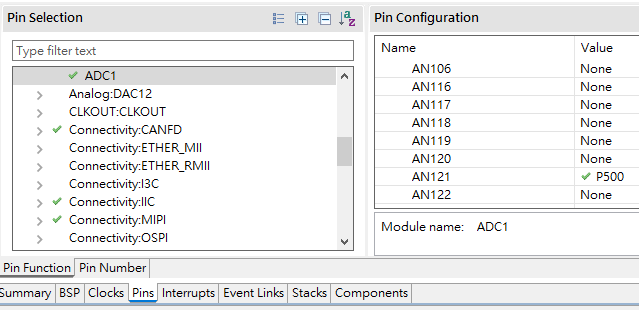 Pin Selection
Type filter text
ADC1
Analog:DAC12
CLKOUT:CLKOUT
Connectivity:CANFD
Connectivity:ETHER_MII
Connectivity:ETHER_RMII
Connectivity:I3C
Connectivity:IIC
Connectivity:MIPI
Connectivity:OSPI
Pin Configuration
Name Value
AN106 None
AN116 None
AN117 None
AN118 None
AN119 None
AN120 None
AN121 P500
AN122 None
Module name: ADC1
Pin Function Pin Number
Summary BSP Clocks Pins Interrupts Event Links Stacks Components